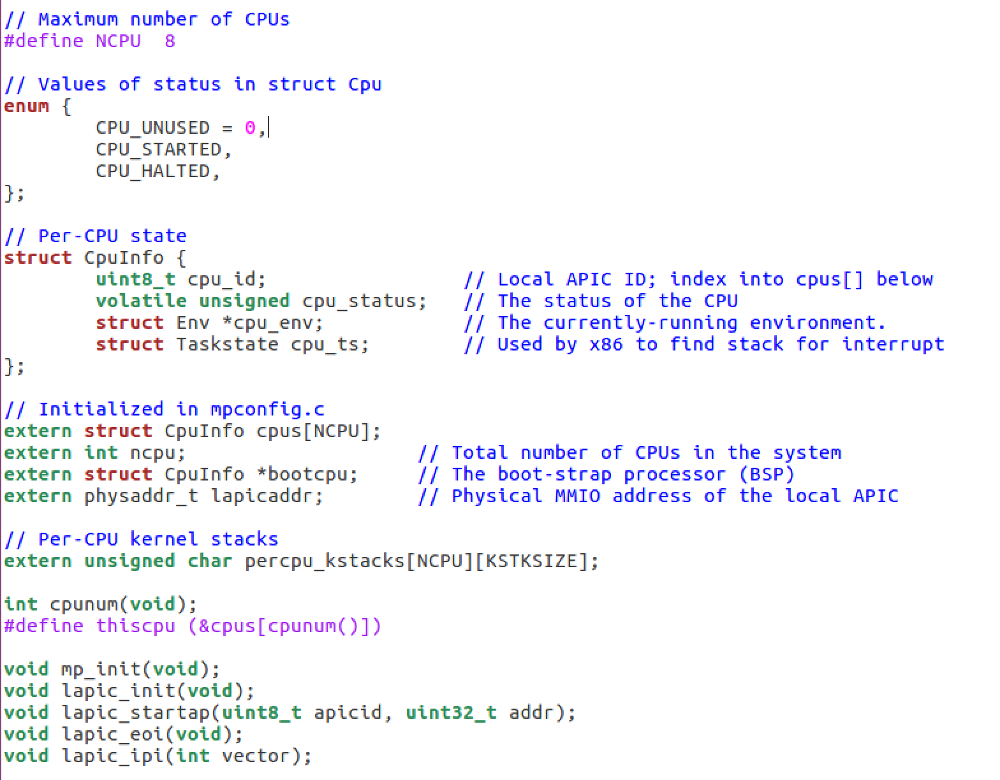 // Maximum number of CPUs
#define NCPU  8
// Values of status in struct Cpu
enum {
        CPU_UNUSED = 0,
        CPU_STARTED,
        CPU_HALTED,
};
// Per-CPU state
struct CpuInfo {
        uint8_t cpu_id;                 // Local APIC ID; index into cpus[] below
        volatile unsigned cpu_status;   // The status of the CPU
        struct Env *cpu_env;            // The currently-running environment.
        struct Taskstate cpu_ts;        // Used by x86 to find stack for interrupt
};
// Initialized in mpconfig.c
extern struct CpuInfo cpus[NCPU];
extern int ncpu;                    // Total number of CPUs in the system
extern struct CpuInfo *bootcpu;     // The boot-strap processor (BSP)
extern physaddr_t lapicaddr;        // Physical MMIO address of the local APIC
// Per-CPU kernel stacks
extern unsigned char percpu_kstacks[NCPU][KSTKSIZE];
int cpunum(void);
#define thiscpu (&cpus[cpunum()])
void mp_init(void);
void lapic_init(void);
void lapic_startap(uint8_t apicid, uint32_t addr);
void lapic_eoi(void);
void lapic_ipi(int vector);